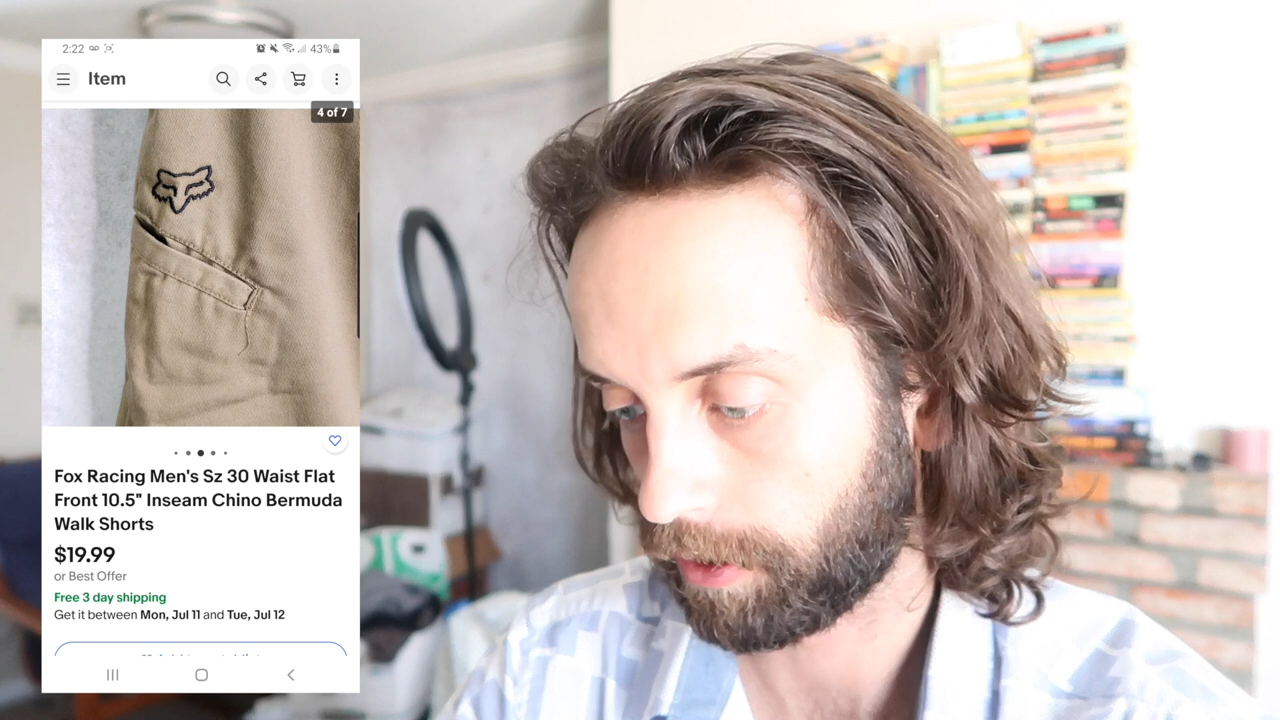 2:22
43%
Item
4 of 7
Fox Racing Men's Sz 30 Waist Flat
Front 10.5" Inseam Chino Bermuda
Walk Shorts
$19.99
or Best Offer
Free 3 day shipping
Get it between Mon, Jul 11 and Tue, Jul 12